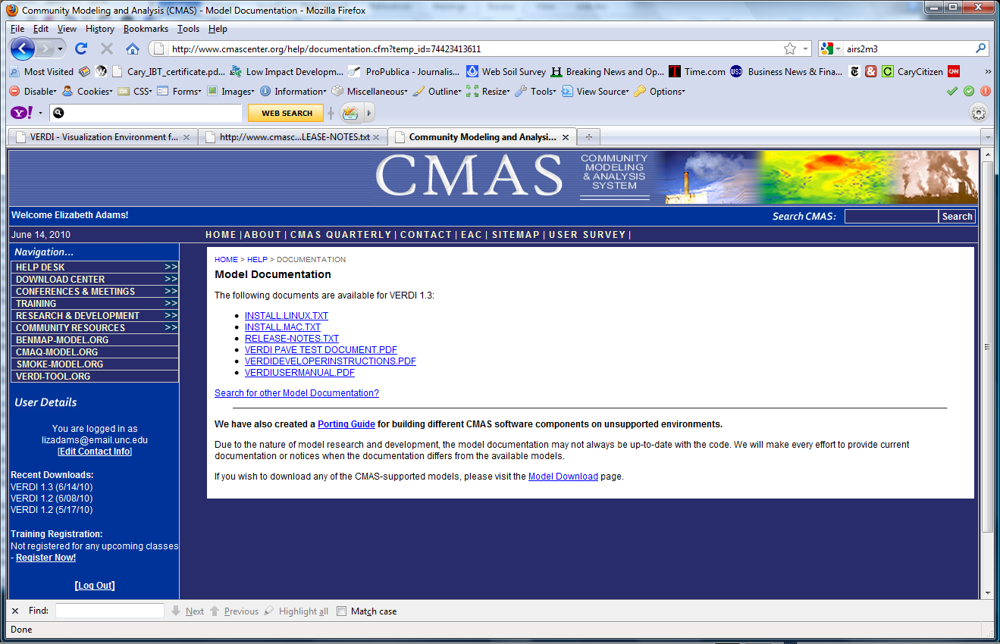 Community Modeling and Analysis (CMAS) - Model Documentation - Mozilla Firefox
File Edit View History Bookmarks Tools Help
http://www.cmascenter.org/help/documentation.cfm?temp_id=74423413611 airs2m3
Most Visited Cary_IBT_certificate.pd... Low Impact Developm... ProPublica - Journalis... Web Soil Survey Breaking News and Op... Time.com Business News & Fina... CaryCitizen CNN »
Disable Cookies CSS Forms Images Information Miscellaneous Outline Resize Tools View Source Options
Y! WEB SEARCH
VERDI - Visualization Environment f... http://www.cmasc...LEASE-NOTES.txt Community Modeling and Analysi...
CMAS
COMMUNITY
MODELING
& ANALYSIS
SYSTEM
Welcome Elizabeth Adams! Search CMAS: Search
June 14, 2010 HOME | ABOUT | CMAS QUARTERLY | CONTACT | EAC | SITEMAP | USER SURVEY |
Navigation...
HELP DESK >>
DOWNLOAD CENTER >>
CONFERENCES & MEETINGS >>
TRAINING >>
RESEARCH & DEVELOPMENT >>
COMMUNITY RESOURCES >>
BENMAP-MODEL.ORG
CMAQ-MODEL.ORG
SMOKE-MODEL.ORG
VERDI-TOOL.ORG
User Details
You are logged in as
lizadams@email.unc.edu
[Edit Contact Info]
Recent Downloads:
VERDI 1.3 (6/14/10)
VERDI 1.2 (6/08/10)
VERDI 1.2 (5/17/10)
Training Registration:
Not registered for any upcoming classes
- Register Now!
[Log Out]
HOME > HELP > DOCUMENTATION
Model Documentation
The following documents are available for VERDI 1.3:
• INSTALL.LINUX.TXT
• INSTALL.MAC.TXT
• RELEASE-NOTES.TXT
• VERDI PAVE TEST DOCUMENT.PDF
• VERDIDEVELOPERINSTRUCTIONS.PDF
• VERDIUSERMANUAL.PDF
Search for other Model Documentation?
We have also created a Porting Guide for building different CMAS software components on unsupported environments.
Due to the nature of model research and development, the model documentation may not always be up-to-date with the code. We will make every effort to provide current
documentation or notices when the documentation differs from the available models.
If you wish to download any of the CMAS-supported models, please visit the Model Download page.
Find: Next Previous Highlight all Match case
Done